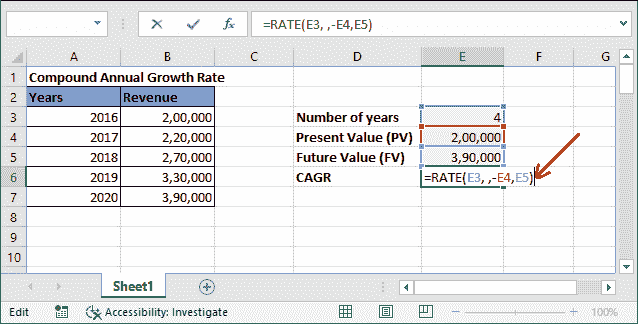 fx =RATE(E3, ,-E4,E5)
A B C D E F G
1 Compound Annual Growth Rate
2 Years Revenue
3 2016 2,00,000 Number of years 4
4 2017 2,20,000 Present Value (PV) 2,00,000
5 2018 2,70,000 Future Value (FV) 3,90,000
6 2019 3,30,000 CAGR =RATE(E3, ,-E4,E5)
7 2020 3,90,000
8
9
10
Sheet1
Edit Accessibility: Investigate 100%